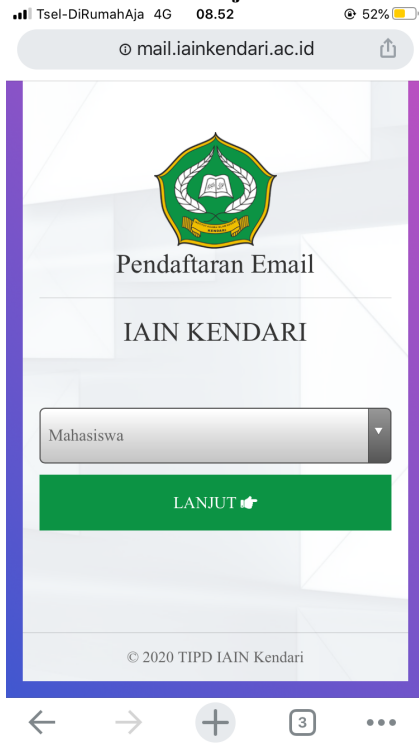 Tsel-DiRumahAja 4G 08.52 52%
mail.iainkendari.ac.id
KENDARI
Pendaftaran Email
IAIN KENDARI
Mahasiswa
LANJUT
© 2020 TIPD IAIN Kendari
3